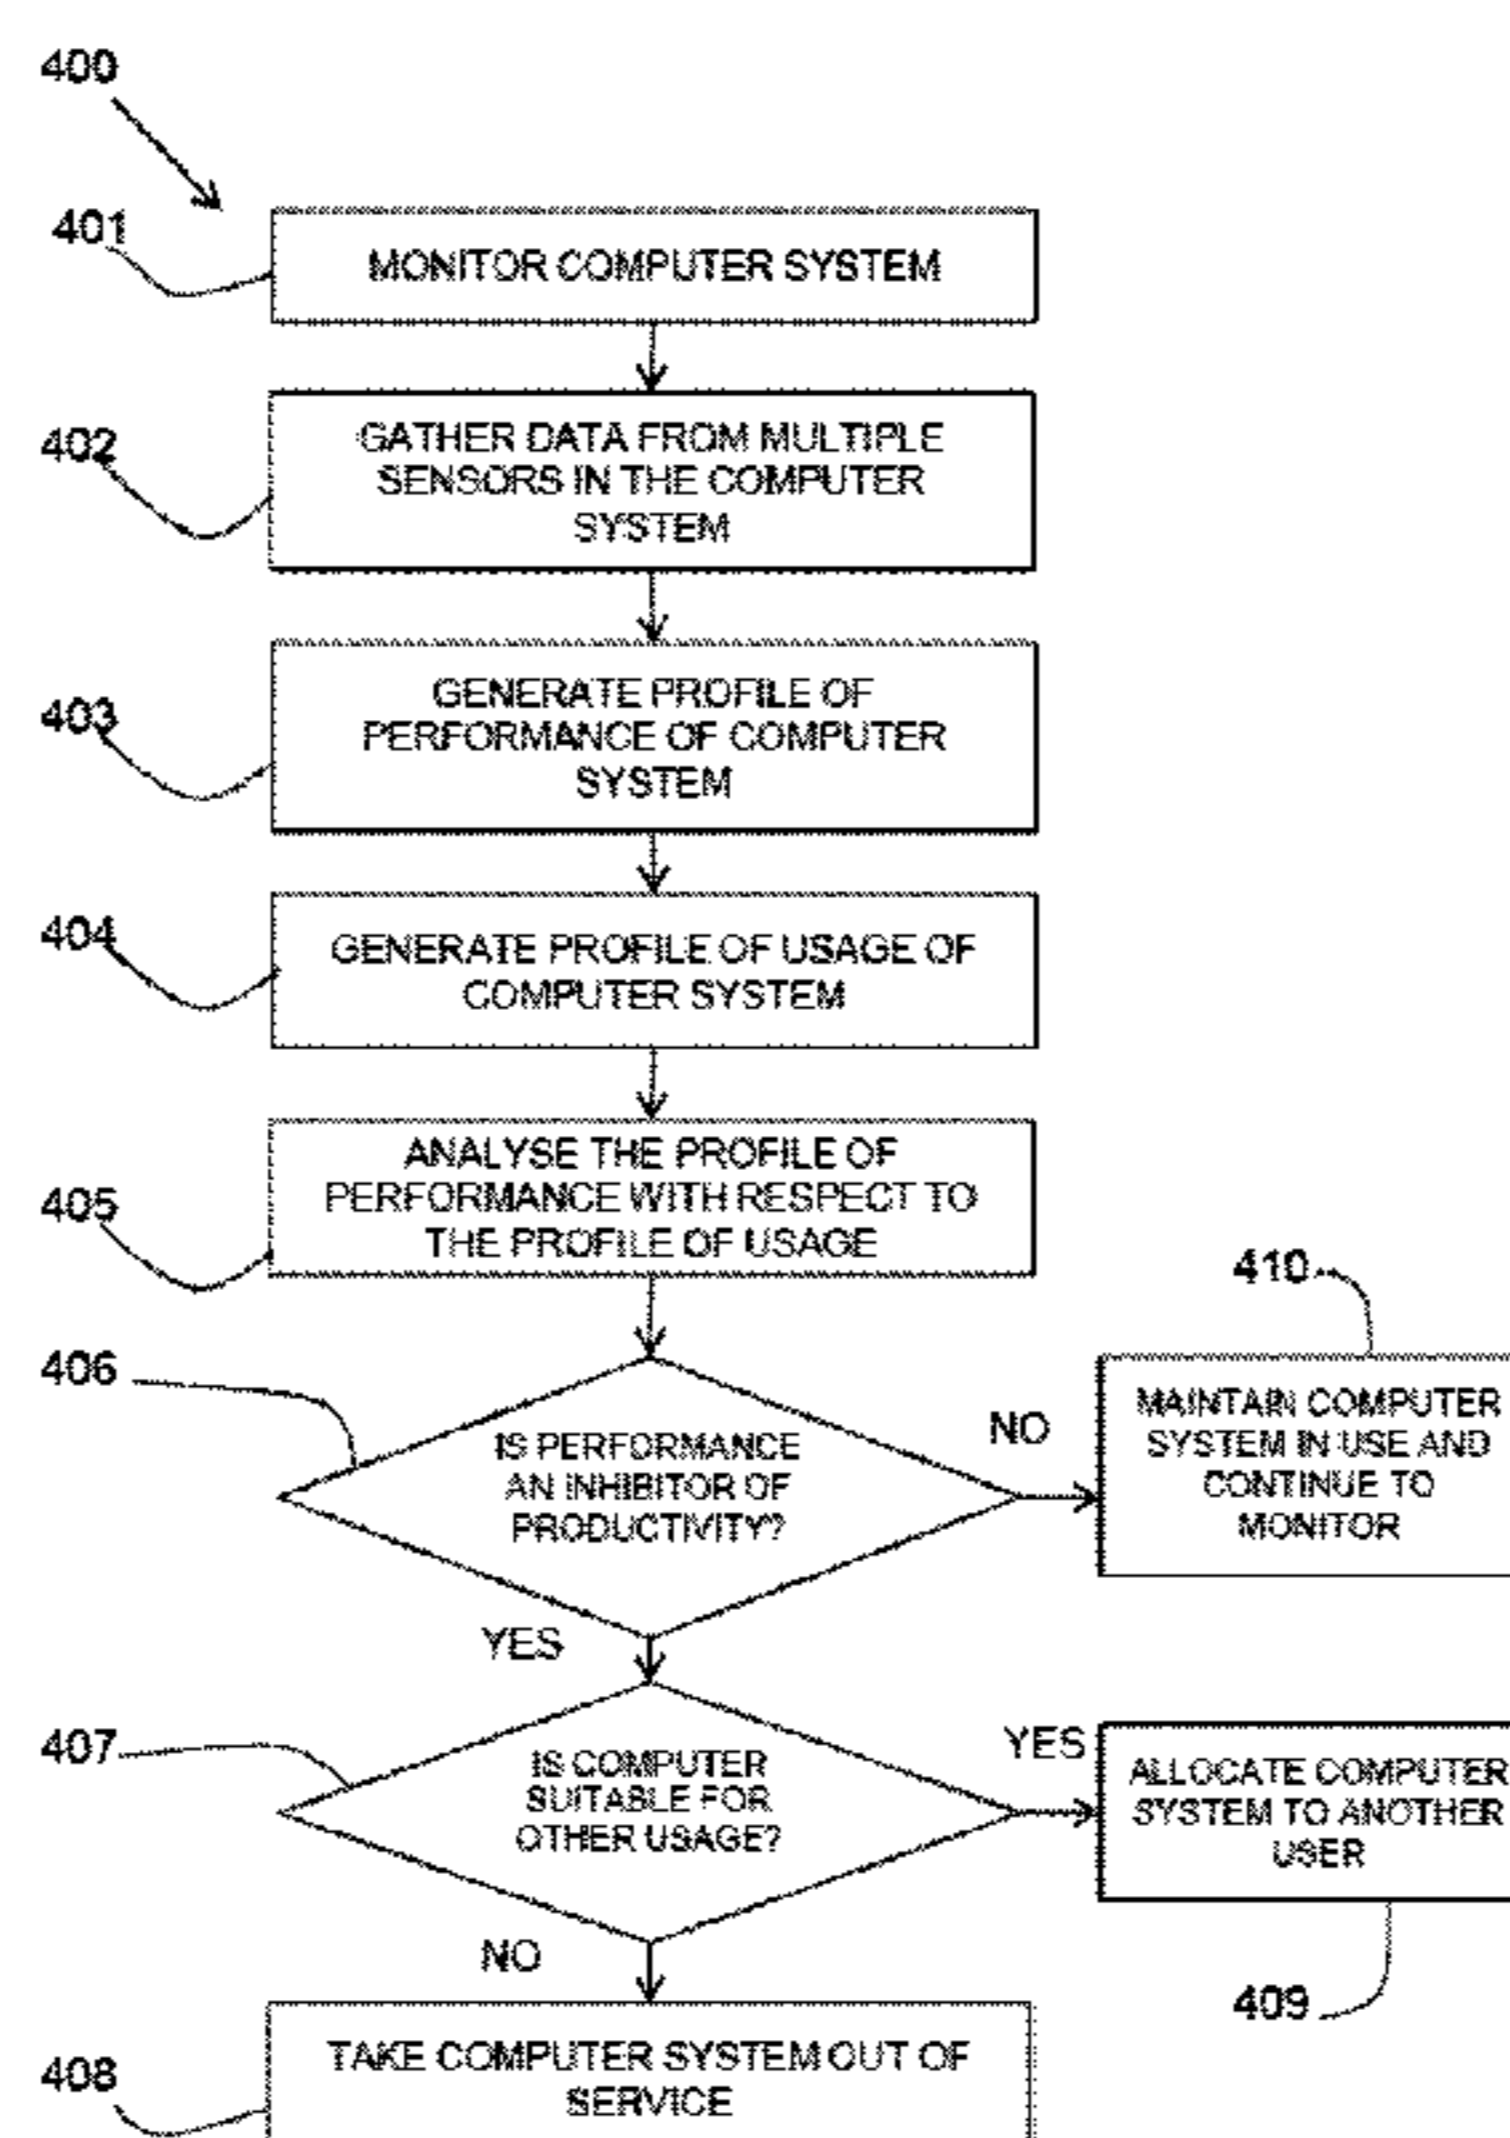 400
401
MONITOR COMPUTER SYSTEM
402
GATHER DATA FROM MULTIPLE
SENSORS IN THE COMPUTER
SYSTEM
403
GENERATE PROFILE OF
PERFORMANCE OF COMPUTER
SYSTEM
404
GENERATE PROFILE OF USAGE OF
COMPUTER SYSTEM
405
ANALYSE THE PROFILE OF
PERFORMANCE WITH RESPECT TO
THE PROFILE OF USAGE
406
IS PERFORMANCE
AN INHIBITOR OF
PRODUCTIVITY?
NO
410
MAINTAIN COMPUTER
SYSTEM IN USE AND
CONTINUE TO
MONITOR
YES
407
IS COMPUTER
SUITABLE FOR
OTHER USAGE?
YES
ALLOCATE COMPUTER
SYSTEM TO ANOTHER
USER
409
NO
408
TAKE COMPUTER SYSTEM OUT OF
SERVICE